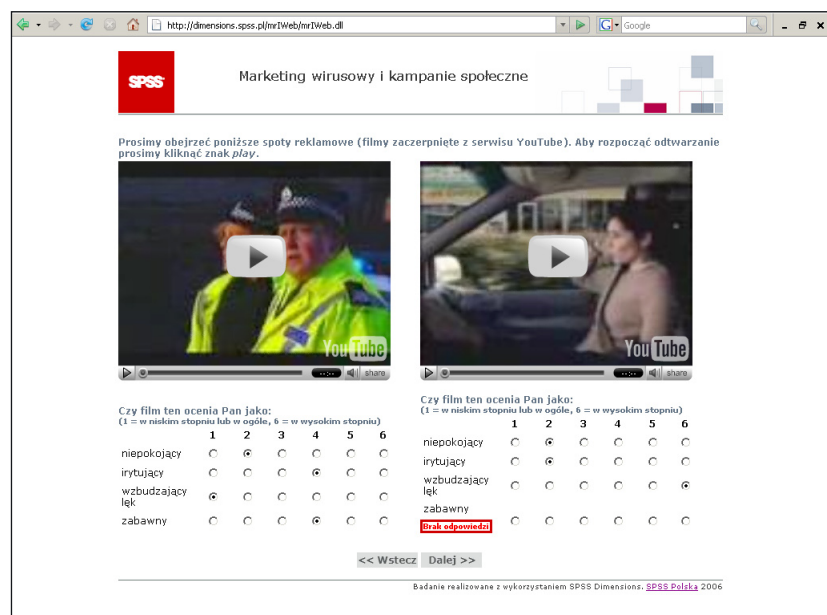 http://dimensions.spss.pl/mrIWeb/mrIWeb.dll
G Google
SPSS
Marketing wirusowy i kampanie społeczne
Prosimy obejrzeć poniższe spoty reklamowe (filmy zaczerpnięte z serwisu YouTube). Aby rozpocząć odtwarzanie
prosimy kliknąć znak play.
YouTube
--:--
share
YouTube
--:--
share
Czy film ten ocenia Pan jako:
(1 = w niskim stopniu lub w ogóle, 6 = w wysokim stopniu)
1 2 3 4 5 6
niepokojący
irytujący
wzbudzający
lęk
zabawny
Czy film ten ocenia Pan jako:
(1 = w niskim stopniu lub w ogóle, 6 = w wysokim stopniu)
1 2 3 4 5 6
niepokojący
irytujący
wzbudzający
lęk
zabawny
Brak odpowiedzi
<< Wstecz Dalej >>
Badanie realizowane z wykorzystaniem SPSS Dimensions. SPSS Polska 2006